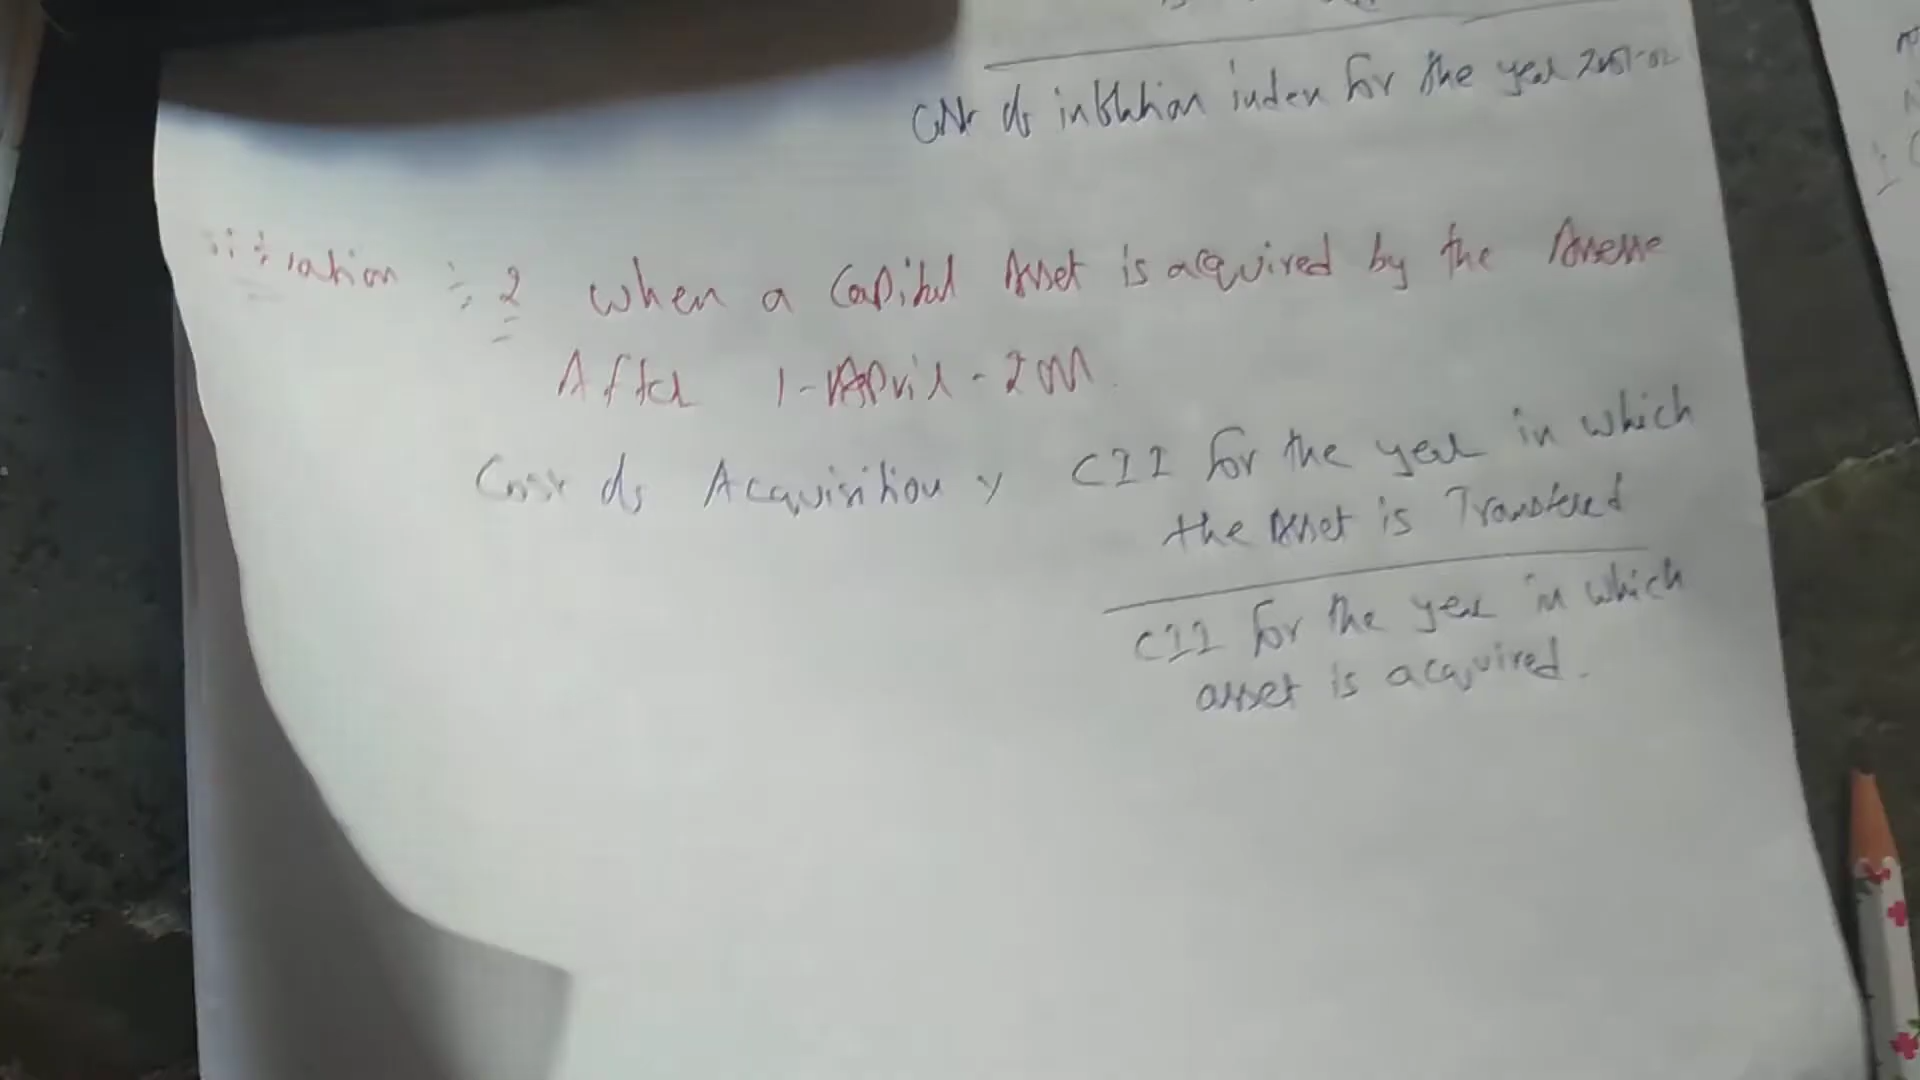 Cost of inflation index for the year 2001-02
Situation : 2 When a Capital Asset is acquired by the Assesse
After 1-April-2001.
Cost of Acquisition x CII for the year in which
the Asset is Transfered
CII for the year in which
asset is acquired.